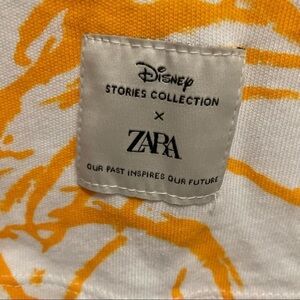 Disney
STORIES COLLECTION
×
ZARA
OUR PAST INSPIRES OUR FUTURE